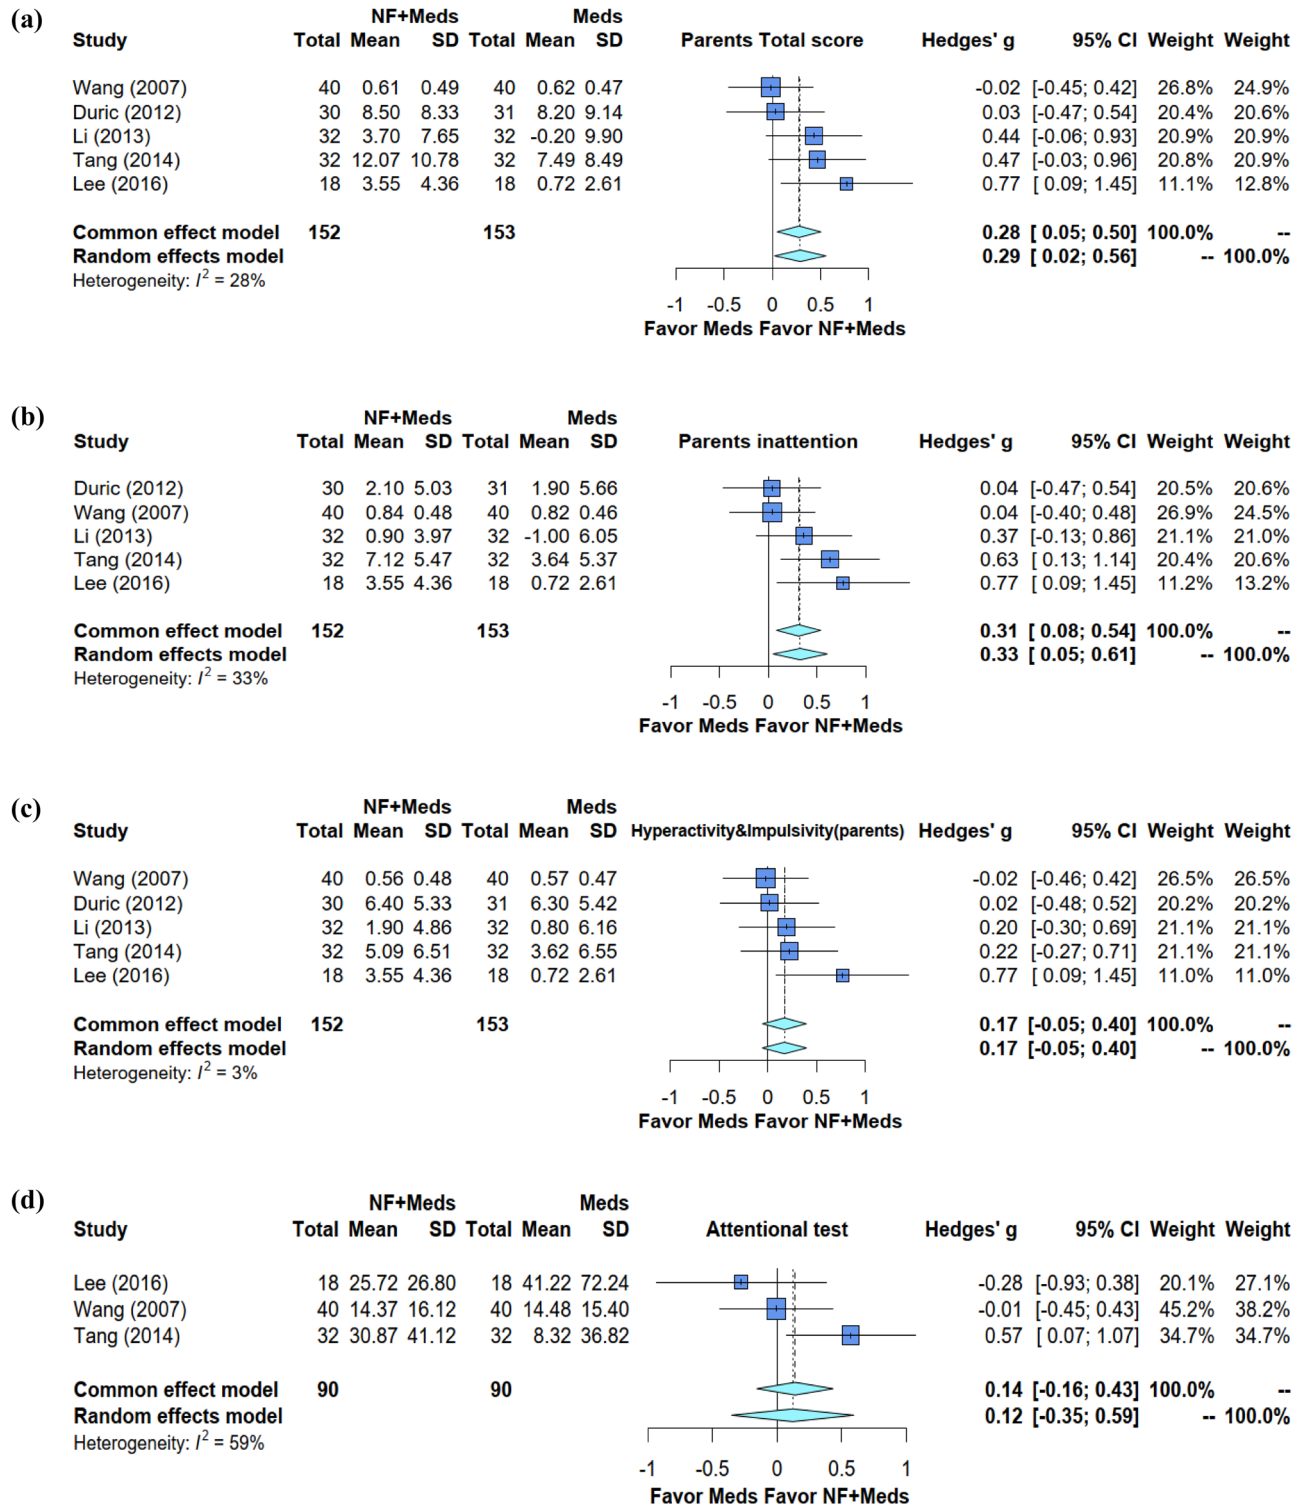 (a)
NF+Meds Meds
Study Total Mean SD Total Mean SD Parents Total score Hedges' g 95% CI Weight Weight
Wang (2007) 40 0.61 0.49 40 0.62 0.47 -0.02 [-0.45; 0.42] 26.8% 24.9%
Duric (2012) 30 8.50 8.33 31 8.20 9.14 0.03 [-0.47; 0.54] 20.4% 20.6%
Li (2013) 32 3.70 7.65 32 -0.20 9.90 0.44 [-0.06; 0.93] 20.9% 20.9%
Tang (2014) 32 12.07 10.78 32 7.49 8.49 0.47 [-0.03; 0.96] 20.8% 20.9%
Lee (2016) 18 3.55 4.36 18 0.72 2.61 0.77 [ 0.09; 1.45] 11.1% 12.8%
Common effect model 152 153 0.28 [ 0.05; 0.50] 100.0% --
Random effects model 0.29 [ 0.02; 0.56] -- 100.0%
Heterogeneity: I² = 28%
-1 -0.5 0 0.5 1
Favor Meds Favor NF+Meds
(b)
NF+Meds Meds
Study Total Mean SD Total Mean SD Parents inattention Hedges' g 95% CI Weight Weight
Duric (2012) 30 2.10 5.03 31 1.90 5.66 0.04 [-0.47; 0.54] 20.5% 20.6%
Wang (2007) 40 0.84 0.48 40 0.82 0.46 0.04 [-0.40; 0.48] 26.9% 24.5%
Li (2013) 32 0.90 3.97 32 -1.00 6.05 0.37 [-0.13; 0.86] 21.1% 21.0%
Tang (2014) 32 7.12 5.47 32 3.64 5.37 0.63 [ 0.13; 1.14] 20.4% 20.6%
Lee (2016) 18 3.55 4.36 18 0.72 2.61 0.77 [ 0.09; 1.45] 11.2% 13.2%
Common effect model 152 153 0.31 [ 0.08; 0.54] 100.0% --
Random effects model 0.33 [ 0.05; 0.61] -- 100.0%
Heterogeneity: I² = 33%
-1 -0.5 0 0.5 1
Favor Meds Favor NF+Meds
(c)
NF+Meds Meds
Study Total Mean SD Total Mean SD Hyperactivity&Impulsivity(parents) Hedges' g 95% CI Weight Weight
Wang (2007) 40 0.56 0.48 40 0.57 0.47 -0.02 [-0.46; 0.42] 26.5% 26.5%
Duric (2012) 30 6.40 5.33 31 6.30 5.42 0.02 [-0.48; 0.52] 20.2% 20.2%
Li (2013) 32 1.90 4.86 32 0.80 6.16 0.20 [-0.30; 0.69] 21.1% 21.1%
Tang (2014) 32 5.09 6.51 32 3.62 6.55 0.22 [-0.27; 0.71] 21.1% 21.1%
Lee (2016) 18 3.55 4.36 18 0.72 2.61 0.77 [ 0.09; 1.45] 11.0% 11.0%
Common effect model 152 153 0.17 [-0.05; 0.40] 100.0% --
Random effects model 0.17 [-0.05; 0.40] -- 100.0%
Heterogeneity: I² = 3%
-1 -0.5 0 0.5 1
Favor Meds Favor NF+Meds
(d)
NF+Meds Meds
Study Total Mean SD Total Mean SD Attentional test Hedges' g 95% CI Weight Weight
Lee (2016) 18 25.72 26.80 18 41.22 72.24 -0.28 [-0.93; 0.38] 20.1% 27.1%
Wang (2007) 40 14.37 16.12 40 14.48 15.40 -0.01 [-0.45; 0.43] 45.2% 38.2%
Tang (2014) 32 30.87 41.12 32 8.32 36.82 0.57 [ 0.07; 1.07] 34.7% 34.7%
Common effect model 90 90 0.14 [-0.16; 0.43] 100.0% --
Random effects model 0.12 [-0.35; 0.59] -- 100.0%
Heterogeneity: I² = 59%
-1 -0.5 0 0.5 1
Favor Meds Favor NF+Meds